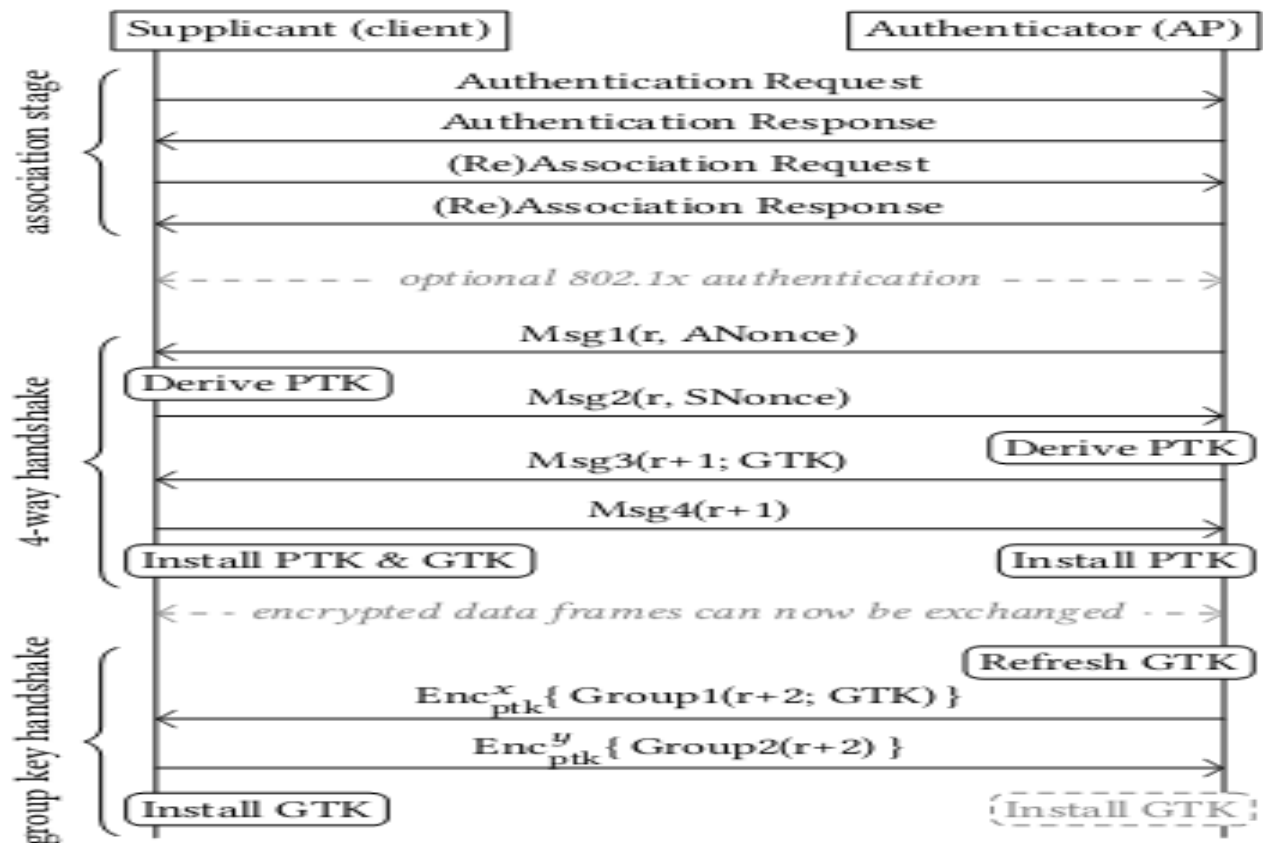 Supplicant (client)
Authenticator (AP)
association stage
Authentication Request
Authentication Response
(Re)Association Request
(Re)Association Response
optional 802.1x authentication
4-way handshake
Msg1(r, ANonce)
Derive PTK
Msg2(r, SNonce)
Derive PTK
Msg3(r+1; GTK)
Msg4(r+1)
Install PTK & GTK
Install PTK
encrypted data frames can now be exchanged
group key handshake
Refresh GTK
Enc^x_ptk{ Group1(r+2; GTK) }
Enc^y_ptk{ Group2(r+2) }
Install GTK
Install GTK